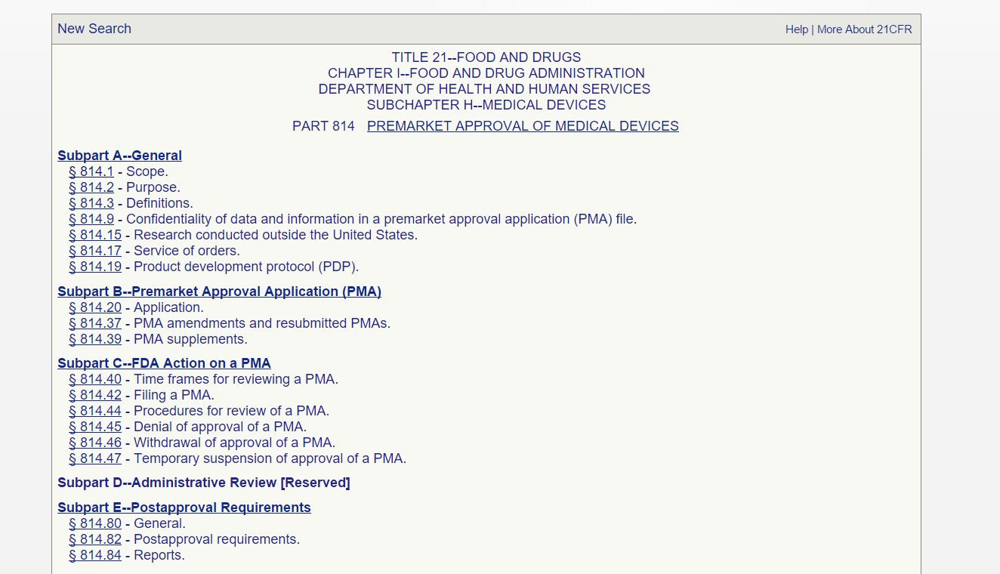 New Search
Help | More About 21CFR
TITLE 21--FOOD AND DRUGS
CHAPTER I--FOOD AND DRUG ADMINISTRATION
DEPARTMENT OF HEALTH AND HUMAN SERVICES
SUBCHAPTER H--MEDICAL DEVICES
PART 814 PREMARKET APPROVAL OF MEDICAL DEVICES
Subpart A--General
§ 814.1 - Scope.
§ 814.2 - Purpose.
§ 814.3 - Definitions.
§ 814.9 - Confidentiality of data and information in a premarket approval application (PMA) file.
§ 814.15 - Research conducted outside the United States.
§ 814.17 - Service of orders.
§ 814.19 - Product development protocol (PDP).
Subpart B--Premarket Approval Application (PMA)
§ 814.20 - Application.
§ 814.37 - PMA amendments and resubmitted PMAs.
§ 814.39 - PMA supplements.
Subpart C--FDA Action on a PMA
§ 814.40 - Time frames for reviewing a PMA.
§ 814.42 - Filing a PMA.
§ 814.44 - Procedures for review of a PMA.
§ 814.45 - Denial of approval of a PMA.
§ 814.46 - Withdrawal of approval of a PMA.
§ 814.47 - Temporary suspension of approval of a PMA.
Subpart D--Administrative Review [Reserved]
Subpart E--Postapproval Requirements
§ 814.80 - General.
§ 814.82 - Postapproval requirements.
§ 814.84 - Reports.